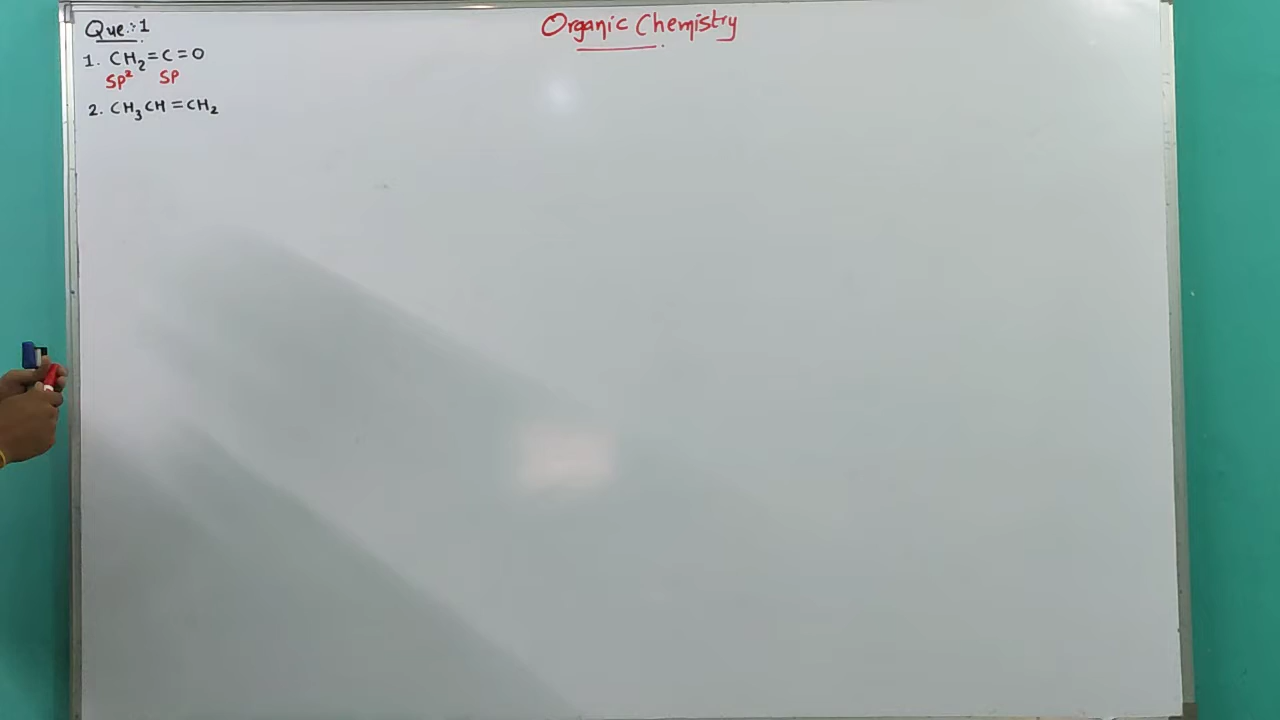 Organic Chemistry
Que.: 1
1. CH₂=C=O
SP² SP
2. CH₃CH=CH₂